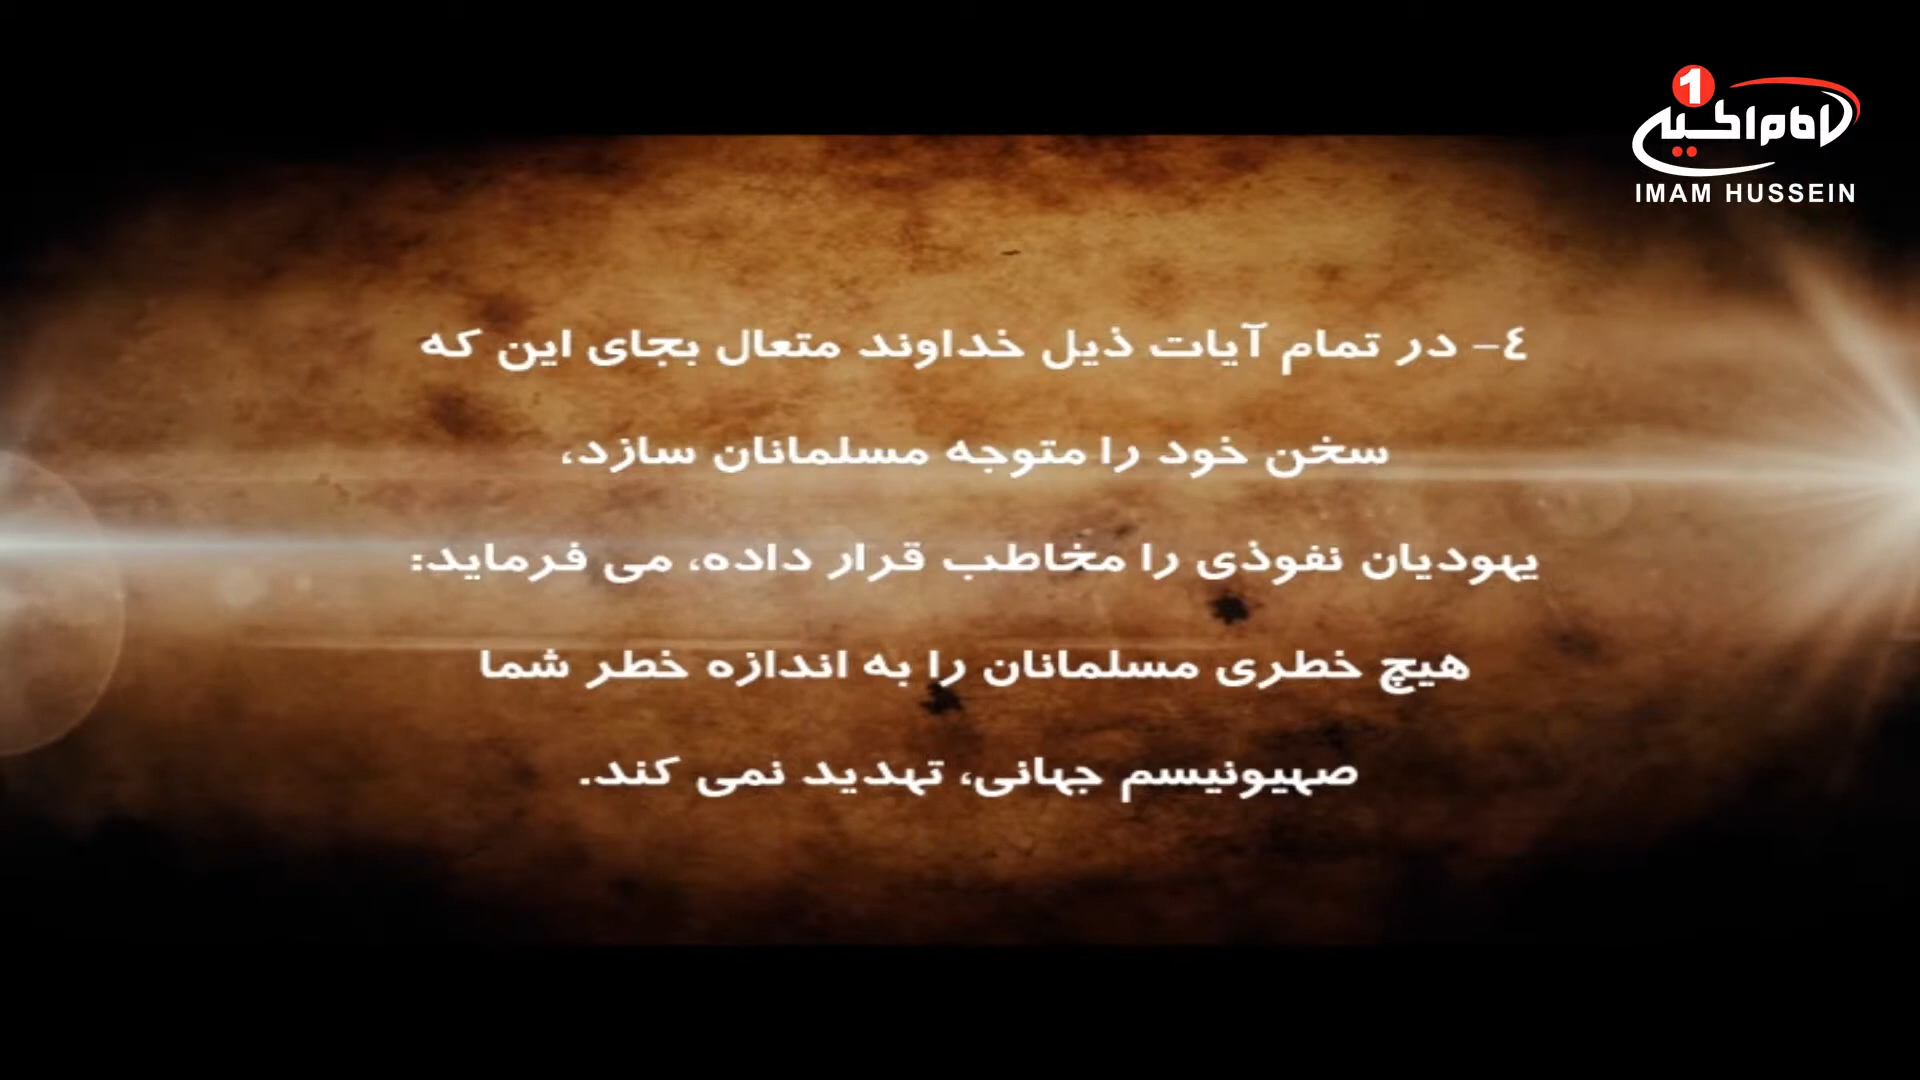 1
امام الحسین
IMAM HUSSEIN
٤- در تمام آیات ذیل خداوند متعال بجای این که
سخن خود را متوجه مسلمانان سازد،
یهودیان نفوذی را مخاطب قرار داده، می فرماید:
هیچ خطری مسلمانان را به اندازه خطر شما
صهیونیسم جهانی، تهدید نمی کند.